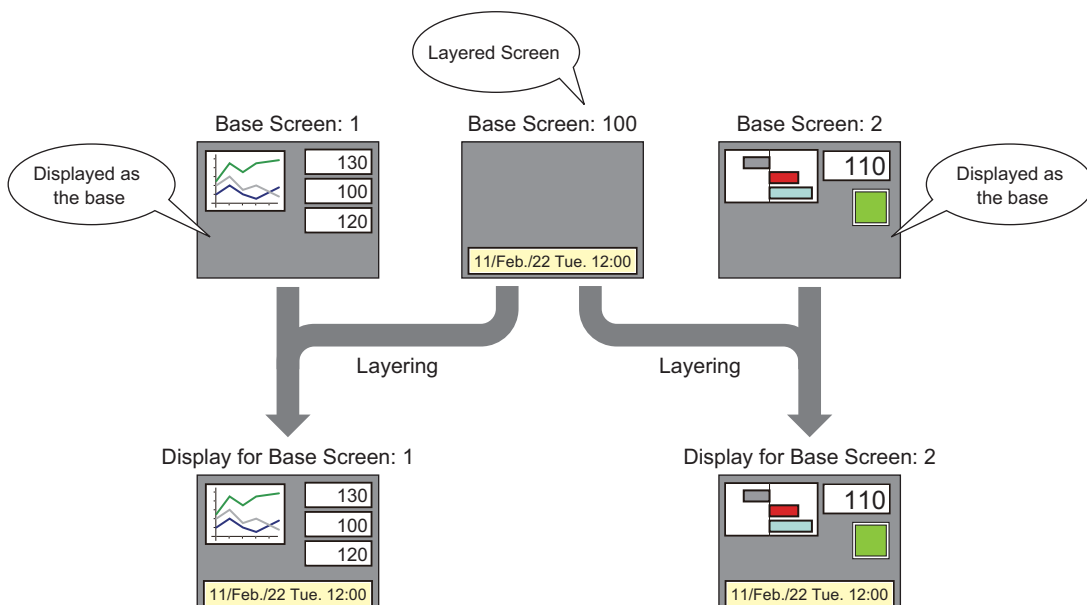 Layered Screen
Base Screen: 1
Base Screen: 100
Base Screen: 2
Displayed as
the base
130
100
120
11/Feb./22 Tue. 12:00
110
Displayed as
the base
Layering
Layering
Display for Base Screen: 1
Display for Base Screen: 2
130
100
120
11/Feb./22 Tue. 12:00
110
11/Feb./22 Tue. 12:00